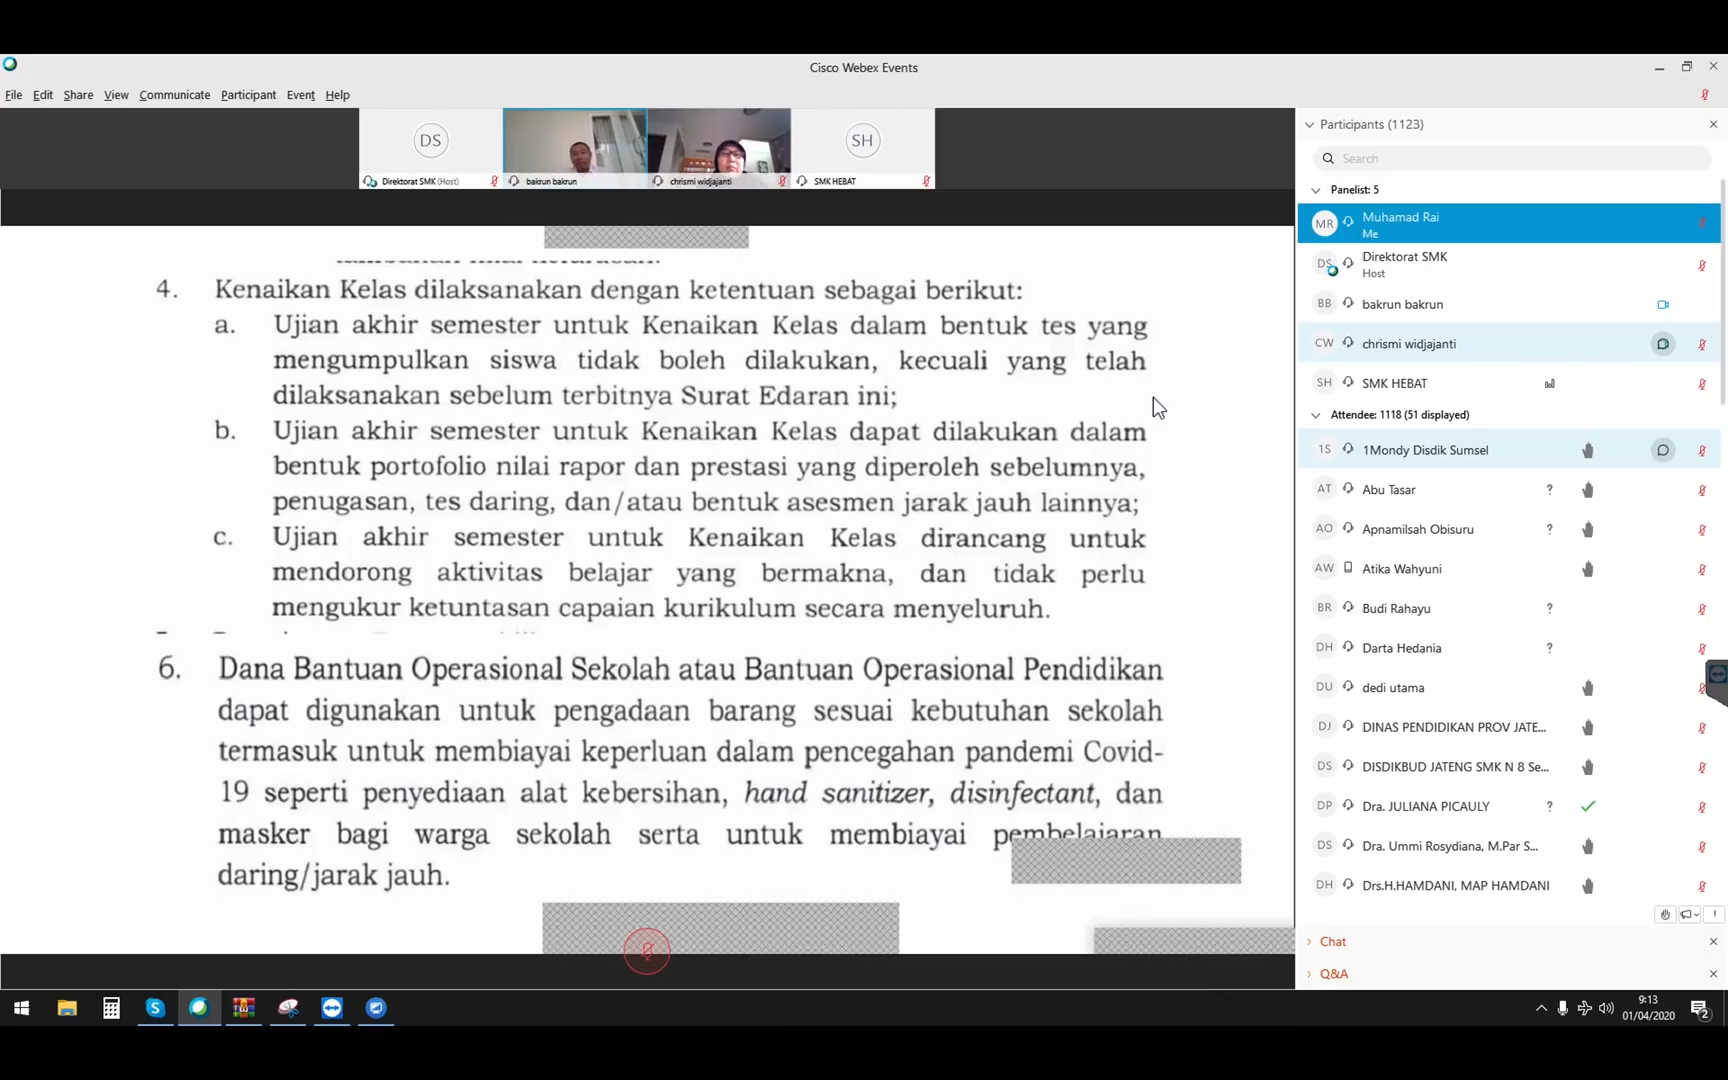 Cisco Webex Events
File Edit Share View Communicate Participant Event Help
DS
SH
Direktorat SMK (Host)
bakrun bakrun
chrismi widjajanti
SMK HEBAT
4. Kenaikan Kelas dilaksanakan dengan ketentuan sebagai berikut:
a. Ujian akhir semester untuk Kenaikan Kelas dalam bentuk tes yang
mengumpulkan siswa tidak boleh dilakukan, kecuali yang telah
dilaksanakan sebelum terbitnya Surat Edaran ini;
b. Ujian akhir semester untuk Kenaikan Kelas dapat dilakukan dalam
bentuk portofolio nilai rapor dan prestasi yang diperoleh sebelumnya,
penugasan, tes daring, dan/atau bentuk asesmen jarak jauh lainnya;
c. Ujian akhir semester untuk Kenaikan Kelas dirancang untuk
mendorong aktivitas belajar yang bermakna, dan tidak perlu
mengukur ketuntasan capaian kurikulum secara menyeluruh.
6. Dana Bantuan Operasional Sekolah atau Bantuan Operasional Pendidikan
dapat digunakan untuk pengadaan barang sesuai kebutuhan sekolah
termasuk untuk membiayai keperluan dalam pencegahan pandemi Covid-
19 seperti penyediaan alat kebersihan, hand sanitizer, disinfectant, dan
masker bagi warga sekolah serta untuk membiayai pembelajaran
daring/jarak jauh.
Participants (1123)
Search
Panelist: 5
MR Muhamad Rai
Me
DS Direktorat SMK
Host
BB bakrun bakrun
CW chrismi widjajanti
SH SMK HEBAT
Attendee: 1118 (51 displayed)
1S 1Mondy Disdik Sumsel
AT Abu Tasar ?
AO Apnamilsah Obisuru ?
AW Atika Wahyuni
BR Budi Rahayu ?
DH Darta Hedania ?
DU dedi utama
DJ DINAS PENDIDIKAN PROV JATE...
DS DISDIKBUD JATENG SMK N 8 Se...
DP Dra. JULIANA PICAULY ?
DS Dra. Ummi Rosydiana, M.Par S...
DH Drs.H.HAMDANI, MAP HAMDANI
Chat
Q&A
9:13
01/04/2020
2